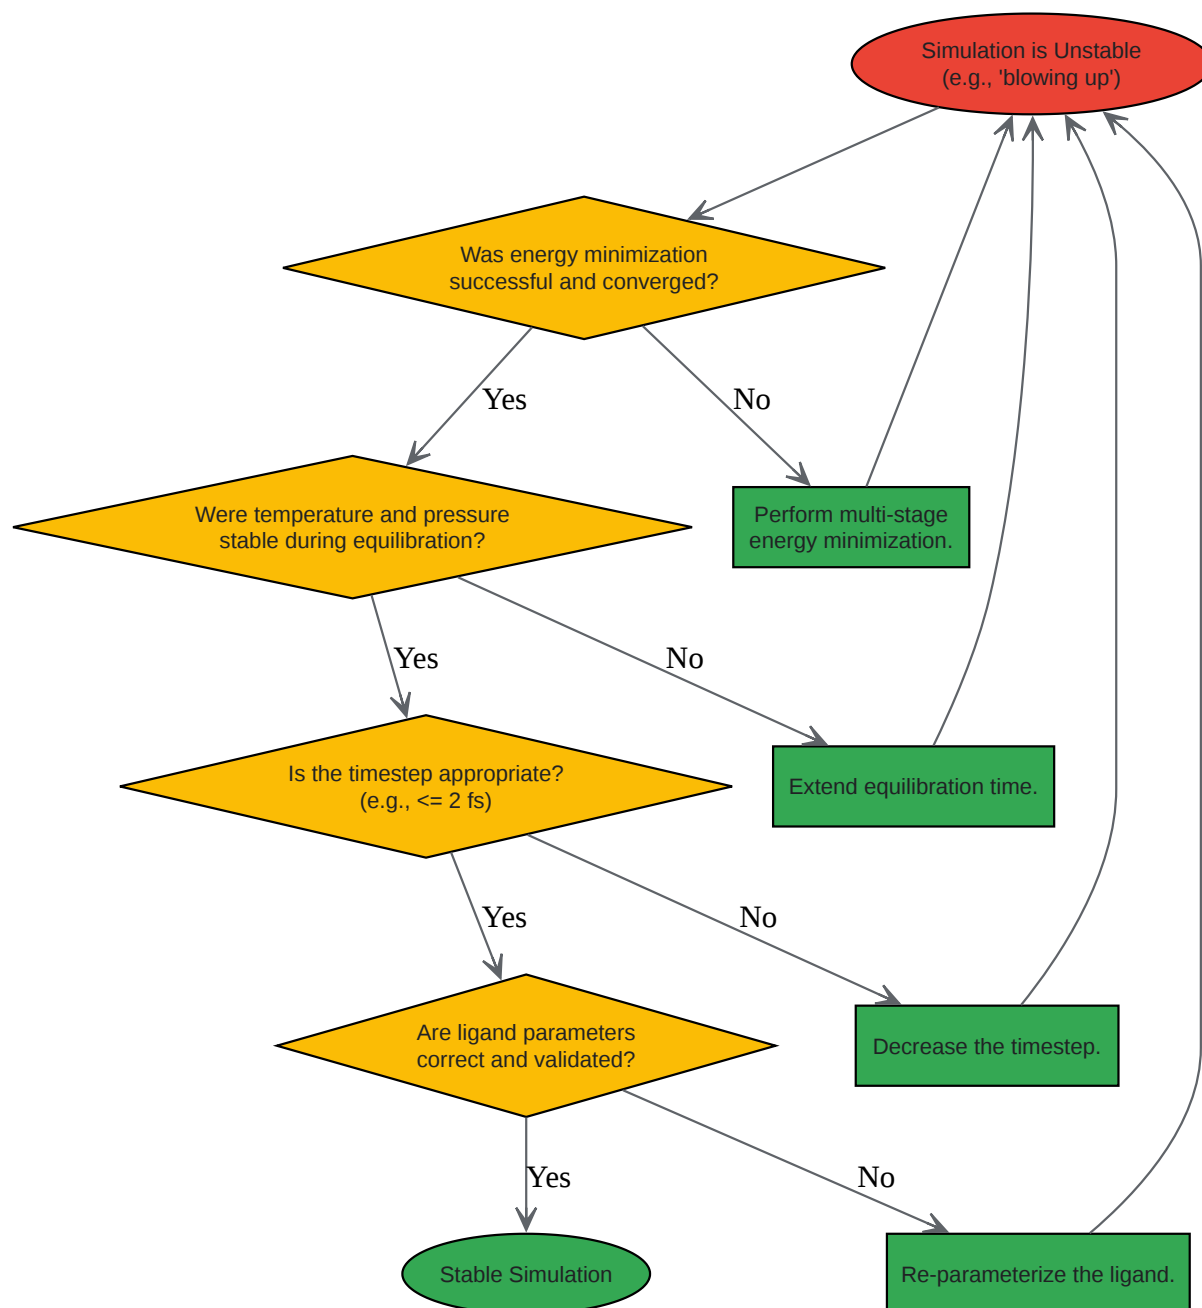 Simulation is Unstable
(e.g., 'blowing up')
Was energy minimization
successful and converged?
Yes
No
Were temperature and pressure
stable during equilibration?
Perform multi-stage
energy minimization.
Yes
No
Is the timestep appropriate?
(e.g., <= 2 fs)
Extend equilibration time.
Yes
No
Are ligand parameters
correct and validated?
Decrease the timestep.
Yes
No
Stable Simulation
Re-parameterize the ligand.